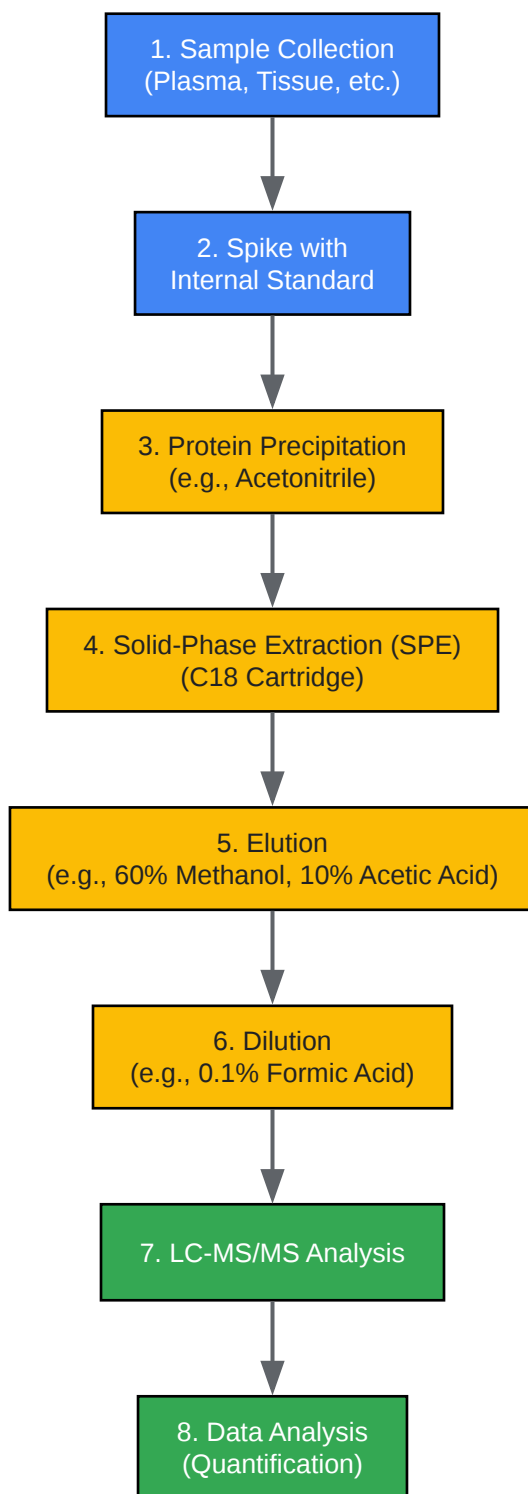 1. Sample Collection
(Plasma, Tissue, etc.)
2. Spike with
Internal Standard
3. Protein Precipitation
(e.g., Acetonitrile)
4. Solid-Phase Extraction (SPE)
(C18 Cartridge)
5. Elution
(e.g., 60% Methanol, 10% Acetic Acid)
6. Dilution
(e.g., 0.1% Formic Acid)
7. LC-MS/MS Analysis
8. Data Analysis
(Quantification)